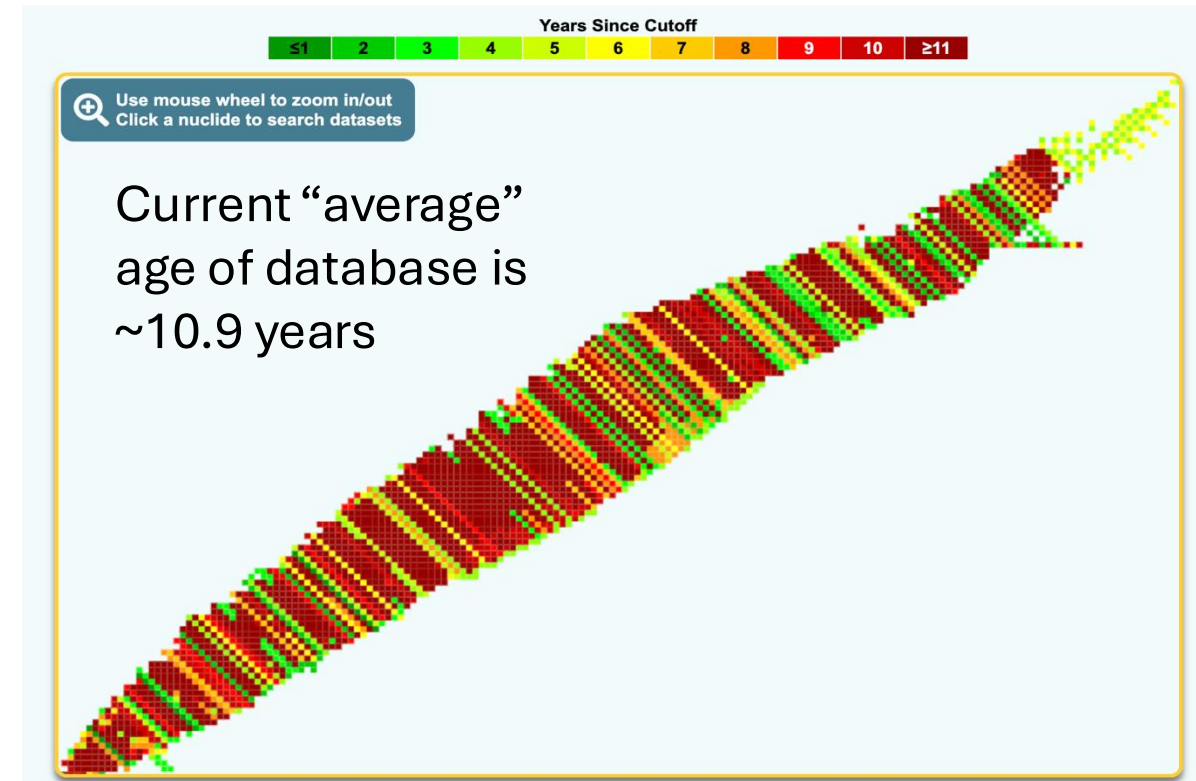 Years Since Cutoff
≤1 2 3 4 5 6 7 8 9 10 ≥11
Use mouse wheel to zoom in/out
Click a nuclide to search datasets
Current “average”
age of database is
~10.9 years